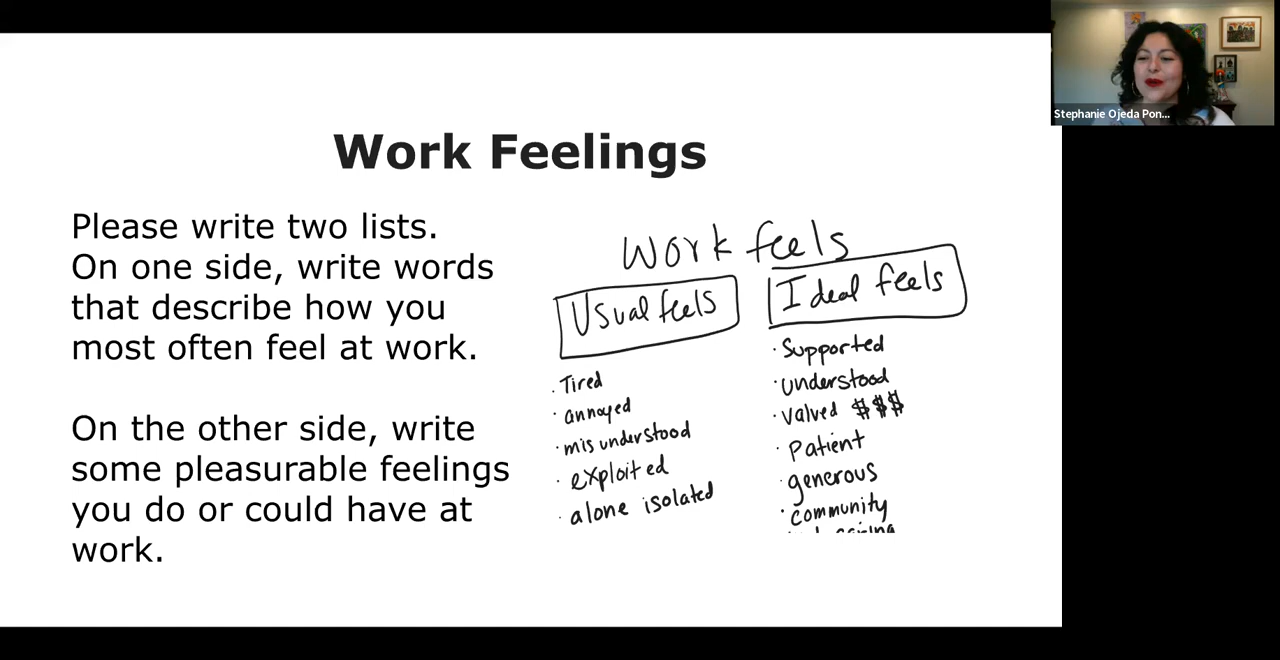 Work Feelings
Please write two lists.
On one side, write words
that describe how you
most often feel at work.
On the other side, write
some pleasurable feelings
you do or could have at
work.
Work feels
Usual feels
· Tired
· annoyed
· misunderstood
· exploited
· alone isolated
Ideal feels
· Supported
· understood
· valved $$$
· Patient
· generous
· community
Stephanie Ojeda Pon...